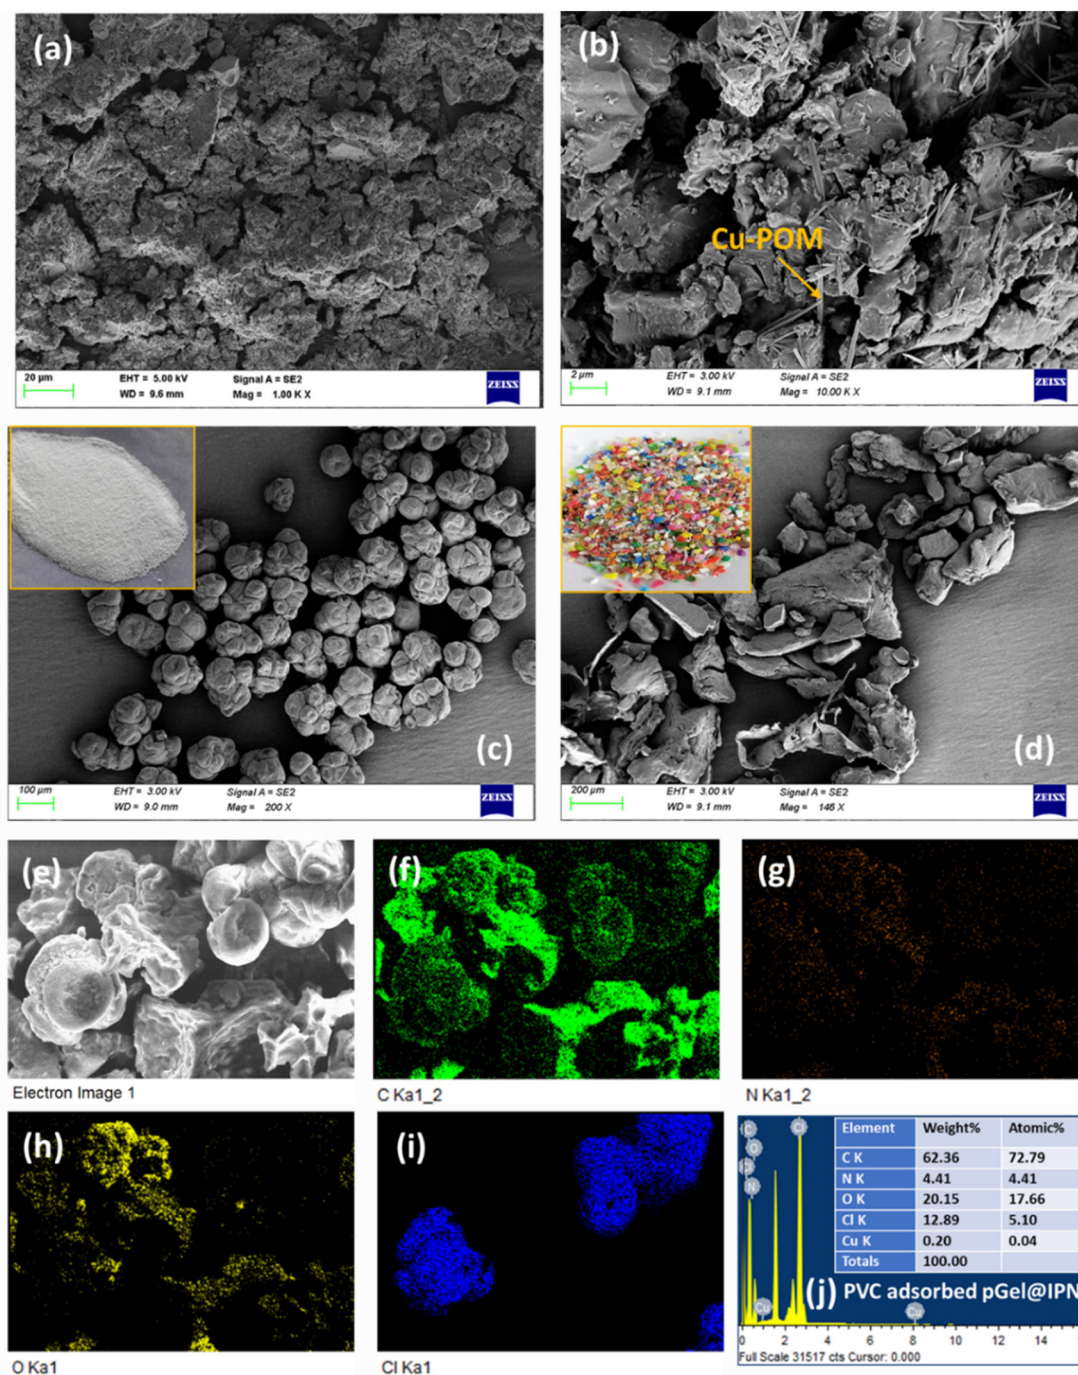 (a)
20 µm
EHT = 5.00 kV
Signal A = SE2
WD = 9.6 mm
Mag = 1.00 K X
ZEISS
(b)
Cu-POM
2 µm
EHT = 3.00 kV
Signal A = SE2
WD = 9.1 mm
Mag = 10.00 K X
ZEISS
(c)
100 µm
EHT = 3.00 kV
Signal A = SE2
WD = 9.0 mm
Mag = 200 X
ZEISS
(d)
200 µm
EHT = 3.00 kV
Signal A = SE2
WD = 9.1 mm
Mag = 146 X
ZEISS
(e)
Electron Image 1
(f)
C Ka1_2
(g)
N Ka1_2
(h)
O Ka1
(i)
Cl Ka1
C
O
Cl
N
Cl
Cu
Cu
Element Weight% Atomic%
C K 62.36 72.79
N K 4.41 4.41
O K 20.15 17.66
Cl K 12.89 5.10
Cu K 0.20 0.04
Totals 100.00
(j) PVC adsorbed pGel@IPN
0 2 4 6 8 10 12 14
Full Scale 31517 cts Cursor: 0.000